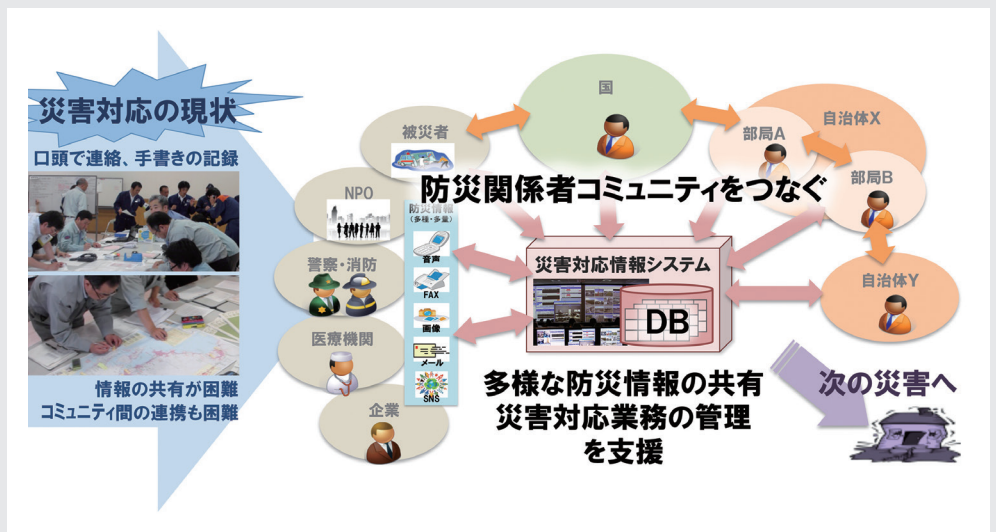 災害対応の現状
口頭で連絡、手書きの記録
情報の共有が困難
コミュニティ間の連携も困難
国
被災者
NPO
警察・消防
医療機関
企業
部局A
自治体X
部局B
自治体Y
防災関係者コミュニティをつなぐ
防災情報
(多種・多量)
音声
FAX
画像
メール
SNS
災害対応情報システム
DB
多様な防災情報の共有
災害対応業務の管理
を支援
次の災害へ